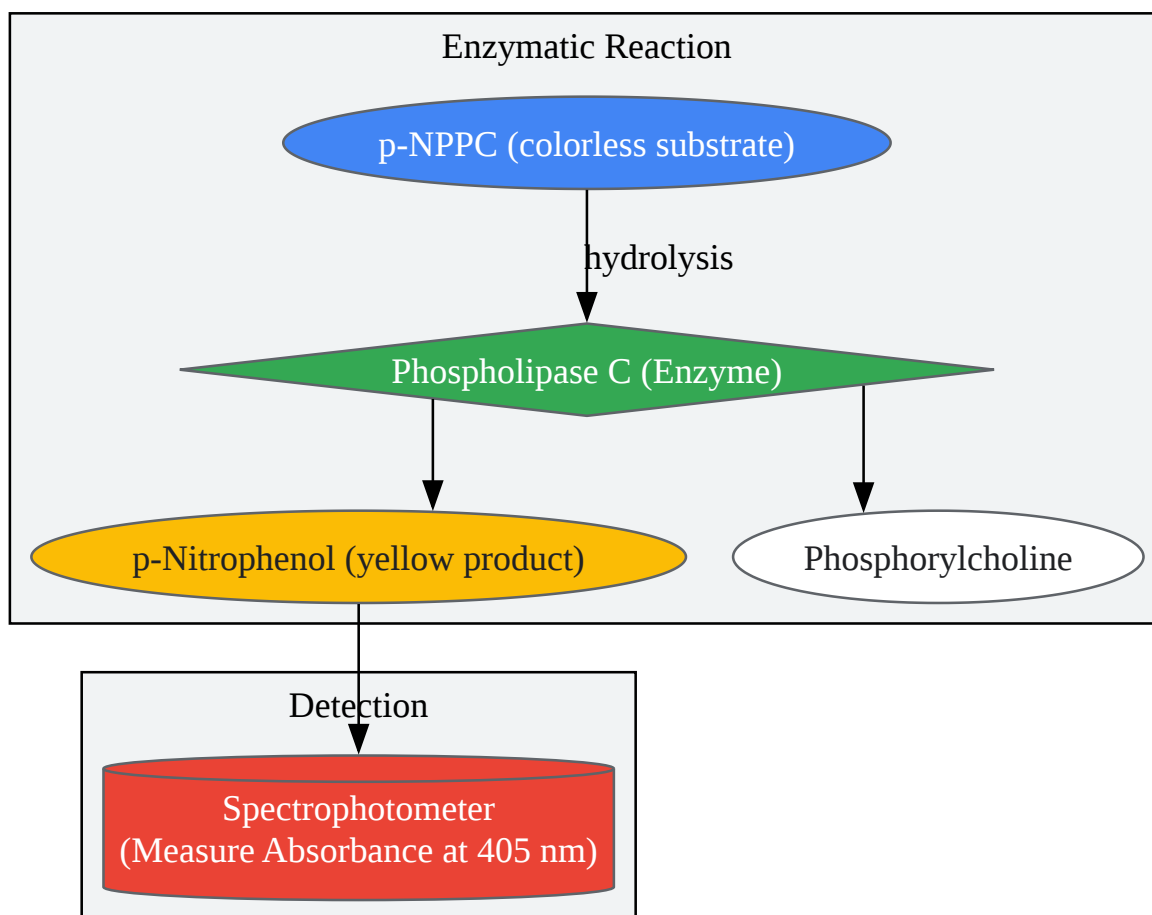 Enzymatic Reaction
p-NPPC (colorless substrate)
hydrolysis
Phospholipase C (Enzyme)
p-Nitrophenol (yellow product)
Phosphorylcholine
Detection
Spectrophotometer
(Measure Absorbance at 405 nm)